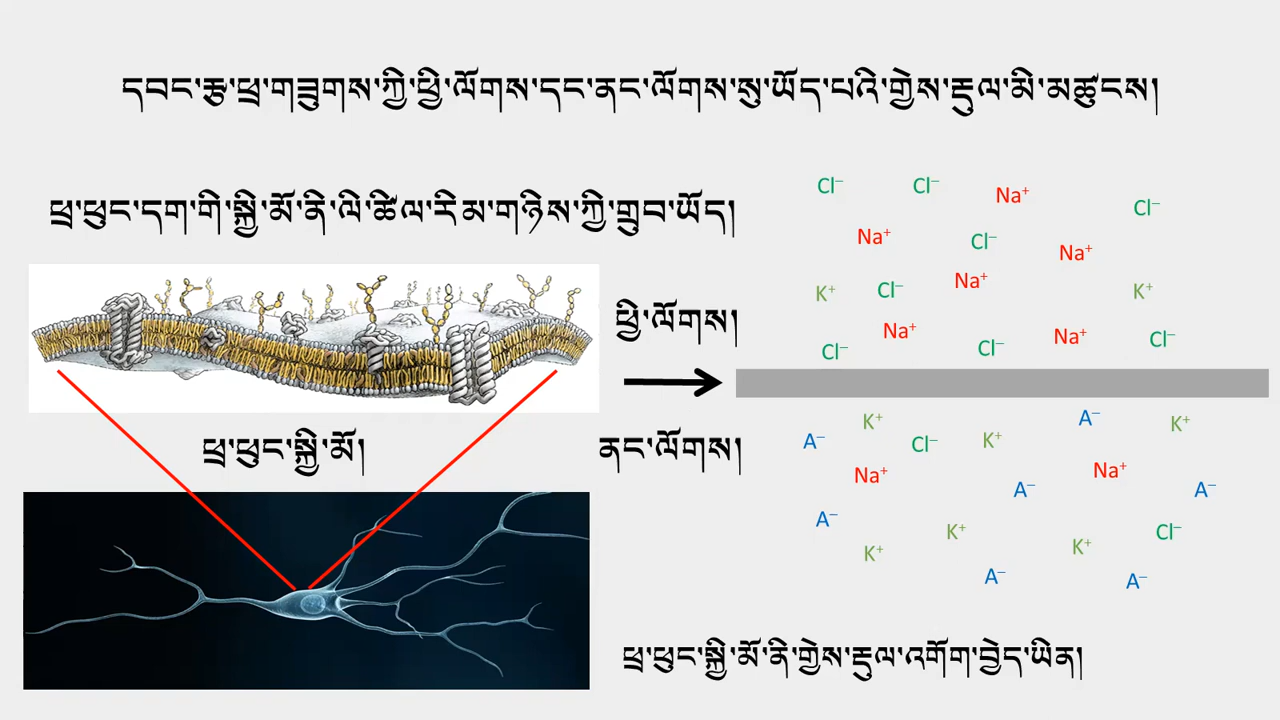 དབང་རྩ་ཕྲ་གཟུགས་ཀྱི་ཕྱི་ལོགས་དང་ནང་ལོགས་སུ་ཡོད་པའི་གྱེས་རྡུལ་མི་མཚུངས།
ཕྲ་ཕུང་དག་གི་སྐྱི་མོ་ནི་ལི་ཚིལ་རིམ་གཉིས་ཀྱི་གྲུབ་ཡོད།
Cl⁻ Cl⁻ Na⁺ Cl⁻
Na⁺ Cl⁻ Na⁺
K⁺ Cl⁻ Na⁺ K⁺
ཕྱི་ལོགས།
Na⁺ Na⁺
Cl⁻ Cl⁻ Cl⁻
ཕྲ་ཕུང་སྐྱི་མོ།
ནང་ལོགས།
K⁺ A⁻ K⁺
A⁻ Cl⁻ K⁺
Na⁺ Na⁺
A⁻ A⁻
A⁻ K⁺ Cl⁻
K⁺ K⁺
A⁻ A⁻
ཕྲ་ཕུང་སྐྱི་མོ་ནི་གྱེས་རྡུལ་འགོག་བྱེད་ཡིན།